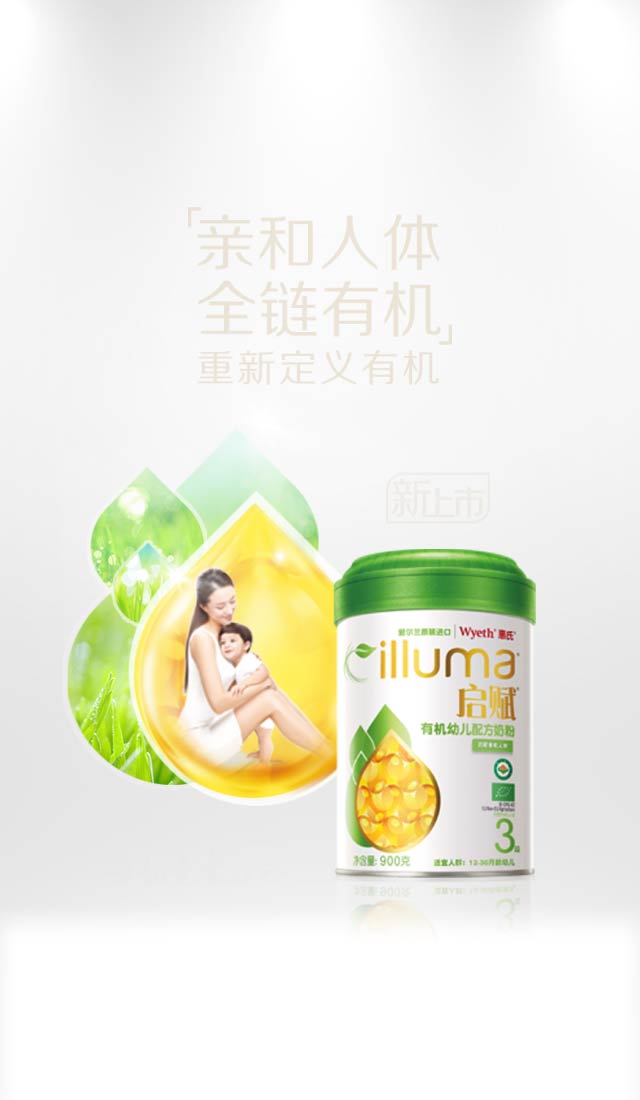 「亲和人体
全链有机」
重新定义有机
新上市
爱尔兰原装进口 Wyeth® 惠氏®
illuma®
启赋®
有机幼儿配方奶粉
3段
净含量: 900克
适宜人群: 12-36月龄幼儿